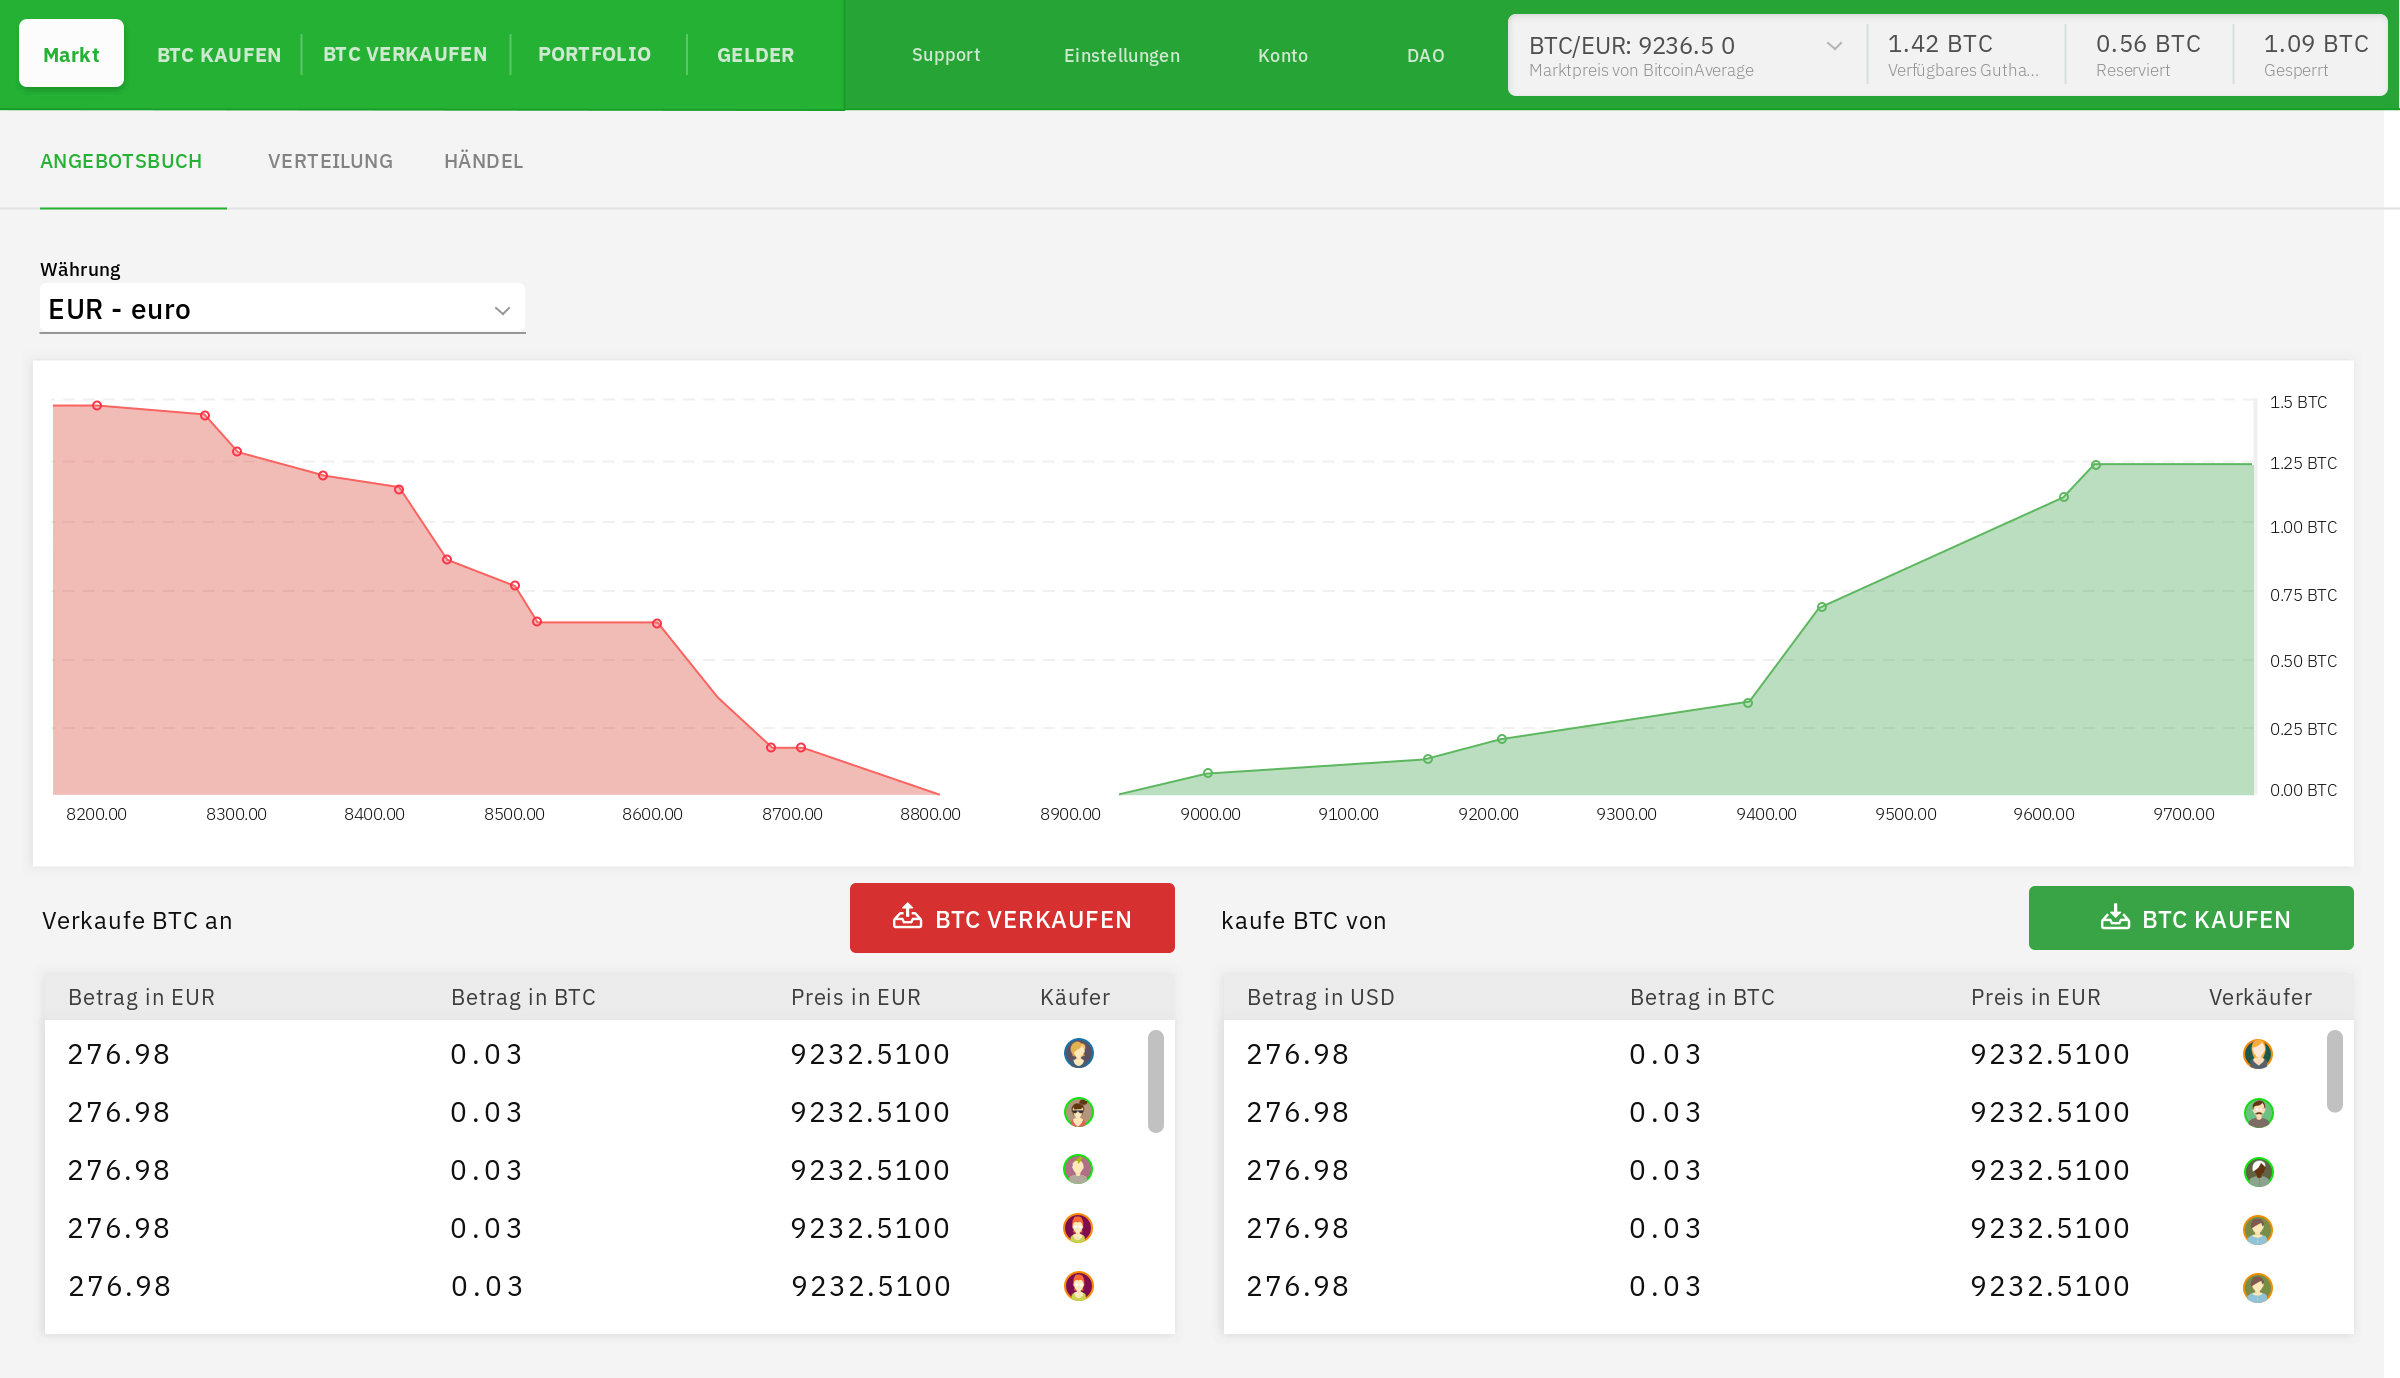 Markt
BTC KAUFEN
BTC VERKAUFEN
PORTFOLIO
GELDER
Support
Einstellungen
Konto
DAO
BTC/EUR: 9236.5 0
Marktpreis von BitcoinAverage
1.42 BTC
Verfügbares Gutha...
0.56 BTC
Reserviert
1.09 BTC
Gesperrt
ANGEBOTSBUCH
VERTEILUNG
HÄNDEL
Währung
EUR - euro
1.5 BTC
1.25 BTC
1.00 BTC
0.75 BTC
0.50 BTC
0.25 BTC
0.00 BTC
8200.00 8300.00 8400.00 8500.00 8600.00 8700.00 8800.00 8900.00 9000.00 9100.00 9200.00 9300.00 9400.00 9500.00 9600.00 9700.00
Verkaufe BTC an
BTC VERKAUFEN
Betrag in EUR Betrag in BTC Preis in EUR Käufer
276.98 0.03 9232.5100
276.98 0.03 9232.5100
276.98 0.03 9232.5100
276.98 0.03 9232.5100
276.98 0.03 9232.5100
kaufe BTC von
BTC KAUFEN
Betrag in USD Betrag in BTC Preis in EUR Verkäufer
276.98 0.03 9232.5100
276.98 0.03 9232.5100
276.98 0.03 9232.5100
276.98 0.03 9232.5100
276.98 0.03 9232.5100